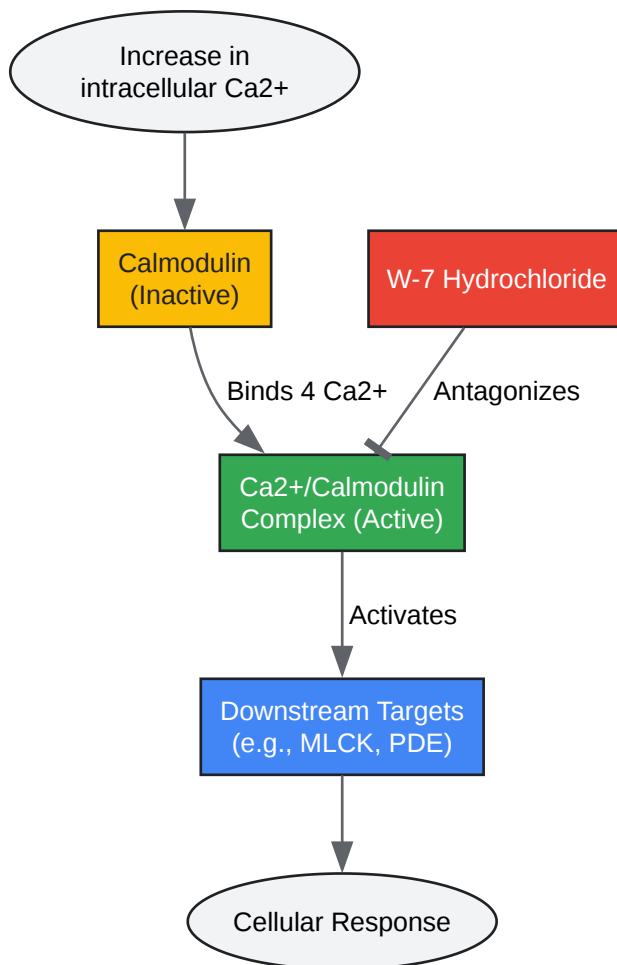 Increase in
intracellular Ca2+
Calmodulin
(Inactive)
W-7 Hydrochloride
Binds 4 Ca2+
Antagonizes
Ca2+/Calmodulin
Complex (Active)
Activates
Downstream Targets
(e.g., MLCK, PDE)
Cellular Response